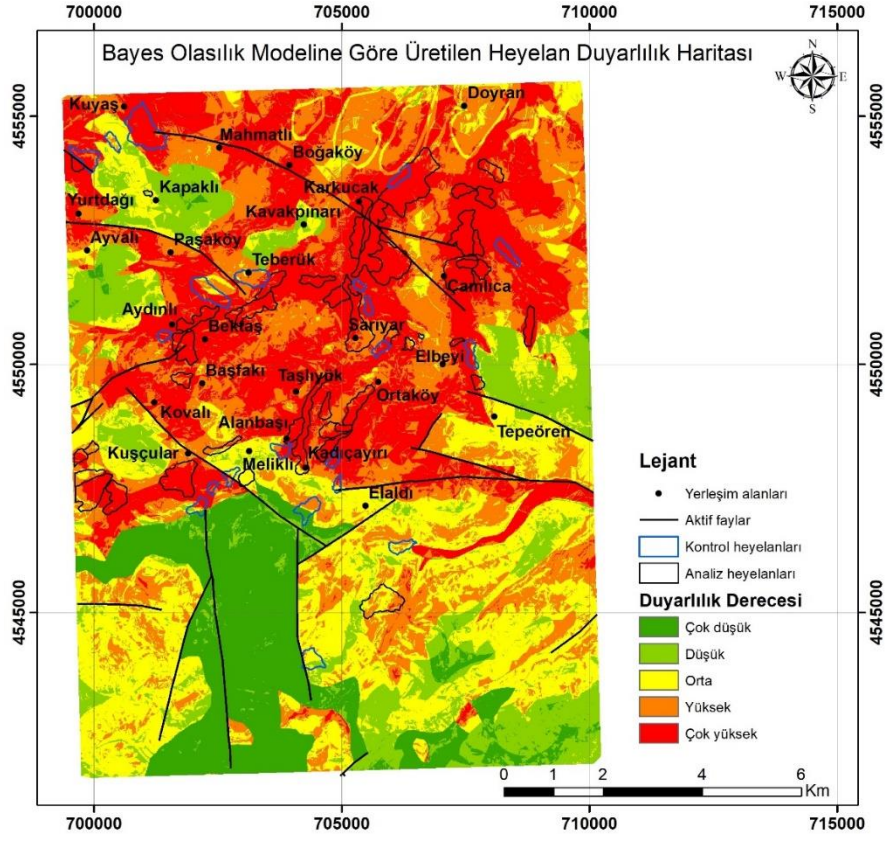 700000 705000 710000 715000
Bayes Olasılık Modeline Göre Üretilen Heyelan Duyarlılık Haritası
N
W E
S
4555000 4555000
Kuyaş
Doyran
Mahmatlı
Boğaköy
Kapaklı
Karkucak
Yurtdağı
Kavakpınarı
Ayvalı
Paşaköy
Teberük
Çamlıca
Aydınlı
Bektaş
Sarıyar
4550000 4550000
Elbeyi
Başfakı
Taşlıyük
Ortaköy
Kovalı
Alanbaşı
Tepeören
Kuşçular
Melikli
Kadıçayırı
Elaldı
Lejant
Yerleşim alanları
Aktif faylar
Kontrol heyelanları
Analiz heyelanları
Duyarlılık Derecesi
4545000 4545000
Çok düşük
Düşük
Orta
Yüksek
Çok yüksek
0 1 2 4 6
Km
700000 705000 710000 715000